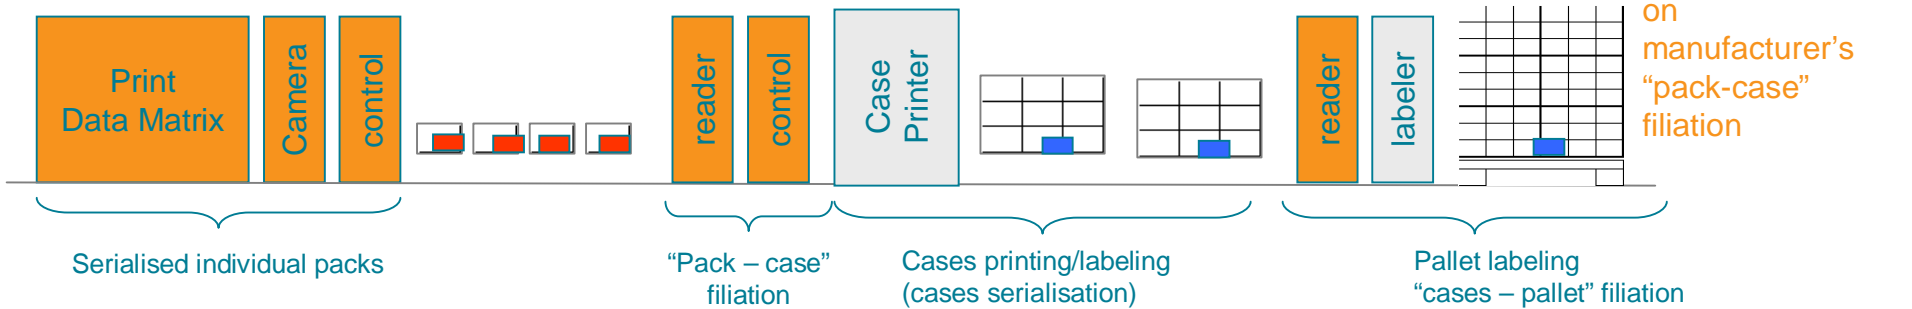 Print
Data Matrix
Camera
control
reader
control
Case
Printer
reader
labeler
on
manufacturer's
“pack-case”
filiation
Serialised individual packs
“Pack – case”
filiation
Cases printing/labeling
(cases serialisation)
Pallet labeling
“cases – pallet” filiation